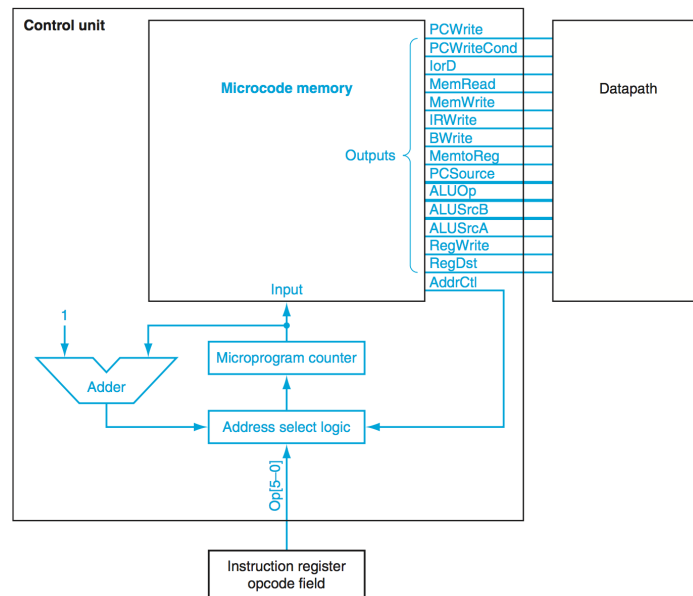 Control unit
Microcode memory
Outputs
PCWrite
PCWriteCond
IorD
MemRead
MemWrite
IRWrite
BWrite
MemtoReg
PCSource
ALUOp
ALUSrcB
ALUSrcA
RegWrite
RegDst
AddrCtl
Datapath
Input
1
Microprogram counter
Adder
Address select logic
Op[5–0]
Instruction register
opcode field